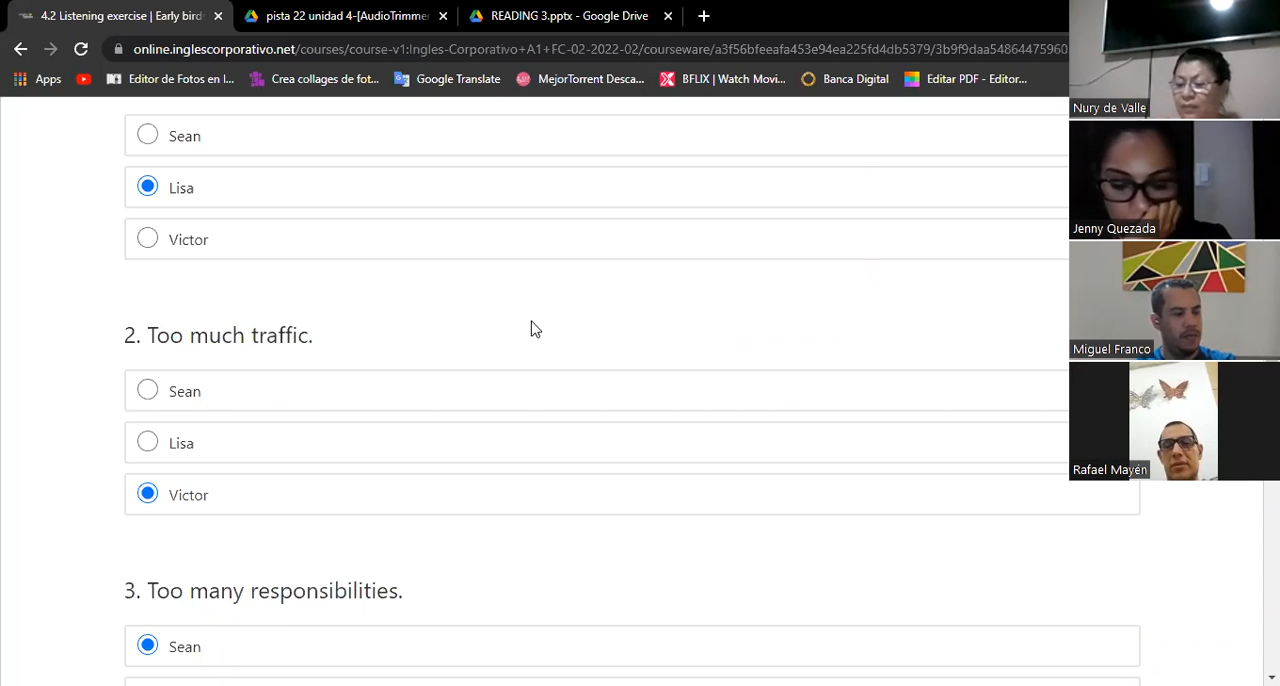 4.2 Listening exercise | Early bird
pista 22 unidad 4-[AudioTrimmer
READING 3.pptx - Google Drive
online.inglescorporativo.net/courses/course-v1:Ingles-Corporativo+A1+FC-02-2022-02/courseware/a3f56bfeeafa453e94ea225fd4db5379/3b9f9daa54864475960
Apps
Editor de Fotos en l...
Crea collages de fot...
Google Translate
MejorTorrent Desca...
BFLIX | Watch Movi...
Banca Digital
Editar PDF - Editor...
Nury de Valle
Sean
Lisa
Victor
Jenny Quezada
2. Too much traffic.
Miguel Franco
Sean
Lisa
Rafael Mayén
Victor
3. Too many responsibilities.
Sean